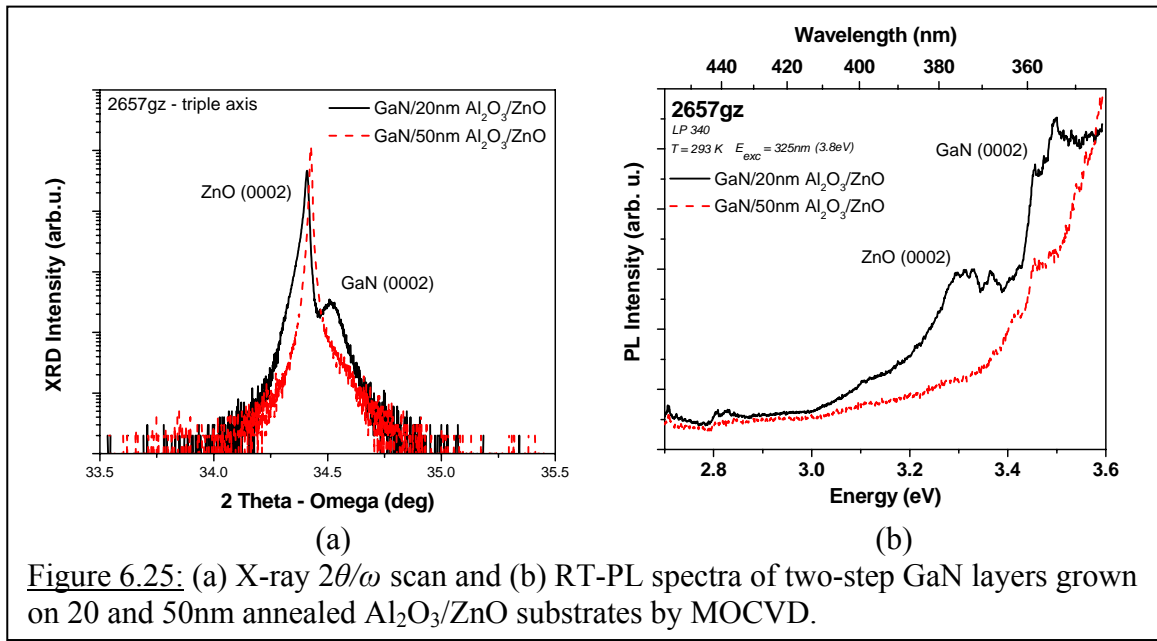 2657gz - triple axis
GaN/20nm Al₂O₃/ZnO
GaN/50nm Al₂O₃/ZnO
ZnO (0002)
GaN (0002)
XRD Intensity (arb.u.)
33.5 34.0 34.5 35.0 35.5
2 Theta - Omega (deg)
(a)
Wavelength (nm)
440 420 400 380 360
2657gz
LP 340
T = 293 K E_exc = 325nm (3.8eV)
GaN/20nm Al₂O₃/ZnO
GaN/50nm Al₂O₃/ZnO
GaN (0002)
ZnO (0002)
PL Intensity (arb. u.)
2.8 3.0 3.2 3.4 3.6
Energy (eV)
(b)
Figure 6.25: (a) X-ray 2θ/ω scan and (b) RT-PL spectra of two-step GaN layers grown
on 20 and 50nm annealed Al₂O₃/ZnO substrates by MOCVD.